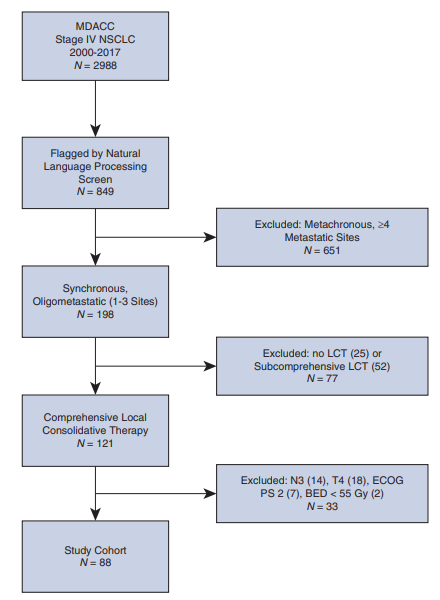 MDACC
Stage IV NSCLC
2000-2017
N = 2988
Flagged by Natural
Language Processing
Screen
N = 849
Excluded: Metachronous, ≥4
Metastatic Sites
N = 651
Synchronous,
Oligometastatic (1-3 Sites)
N = 198
Excluded: no LCT (25) or
Subcomprehensive LCT (52)
N = 77
Comprehensive Local
Consolidative Therapy
N = 121
Excluded: N3 (14), T4 (18), ECOG
PS 2 (7), BED < 55 Gy (2)
N = 33
Study Cohort
N = 88